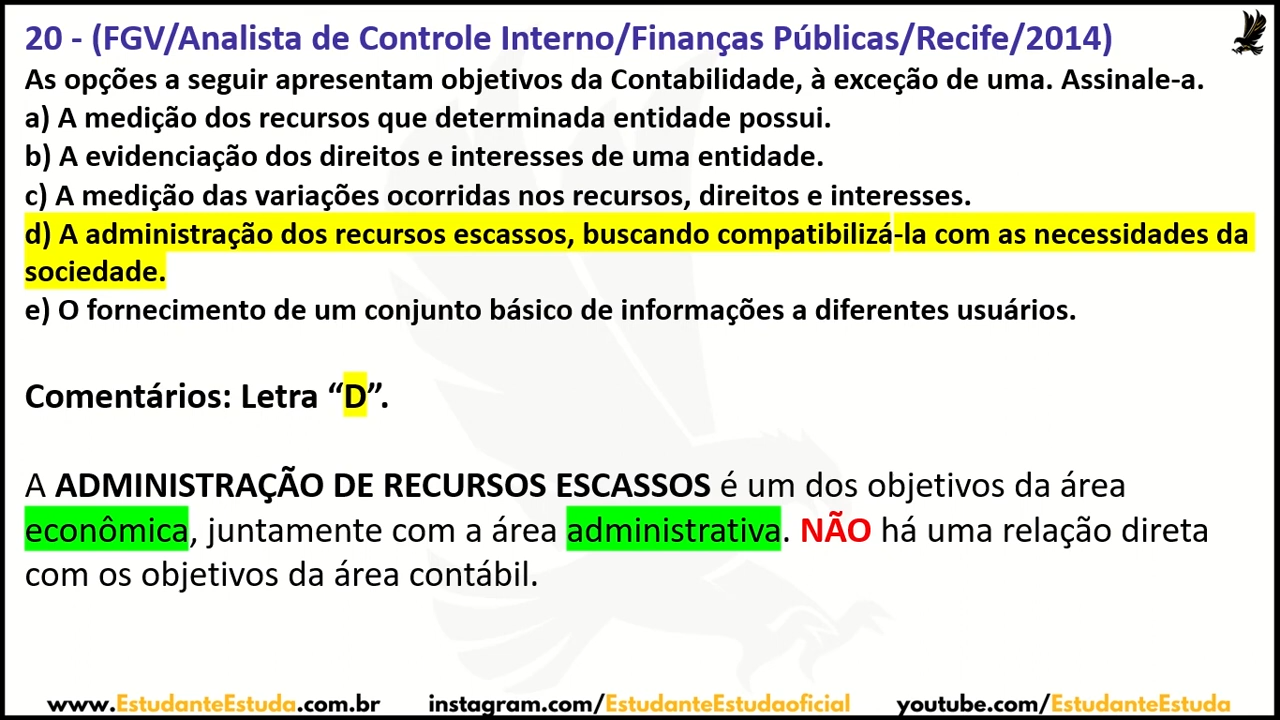 20 - (FGV/Analista de Controle Interno/Finanças Públicas/Recife/2014)
As opções a seguir apresentam objetivos da Contabilidade, à exceção de uma. Assinale-a.
a) A medição dos recursos que determinada entidade possui.
b) A evidenciação dos direitos e interesses de uma entidade.
c) A medição das variações ocorridas nos recursos, direitos e interesses.
d) A administração dos recursos escassos, buscando compatibilizá-la com as necessidades da
sociedade.
e) O fornecimento de um conjunto básico de informações a diferentes usuários.
Comentários: Letra “D”.
A ADMINISTRAÇÃO DE RECURSOS ESCASSOS é um dos objetivos da área
econômica, juntamente com a área administrativa. NÃO há uma relação direta
com os objetivos da área contábil.
www.EstudanteEstuda.com.br instagram.com/EstudanteEstudaoficial youtube.com/EstudanteEstuda